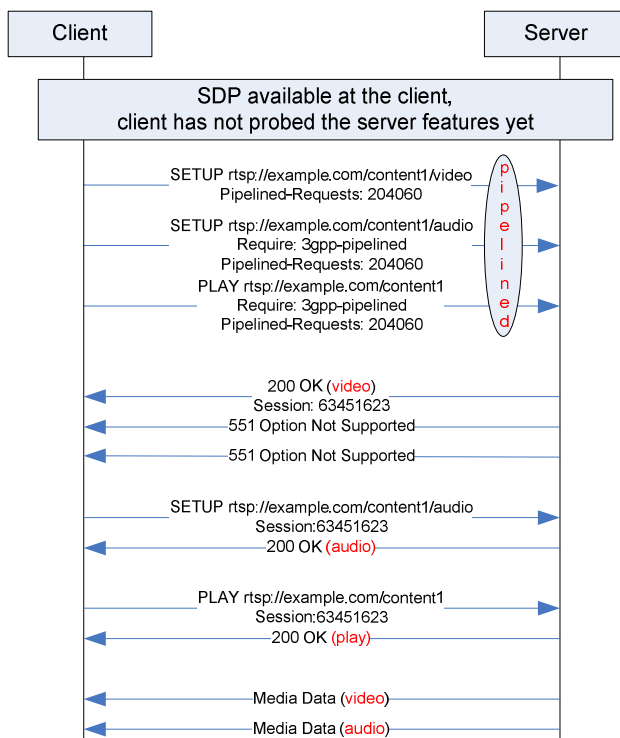 Client
Server
SDP available at the client,
client has not probed the server features yet
SETUP rtsp://example.com/content1/video
Pipelined-Requests: 204060
SETUP rtsp://example.com/content1/audio
Require: 3gpp-pipelined
Pipelined-Requests: 204060
PLAY rtsp://example.com/content1
Require: 3gpp-pipelined
Pipelined-Requests: 204060
pipelined
200 OK (video)
Session: 63451623
551 Option Not Supported
551 Option Not Supported
SETUP rtsp://example.com/content1/audio
Session:63451623
200 OK (audio)
PLAY rtsp://example.com/content1
Session:63451623
200 OK (play)
Media Data (video)
Media Data (audio)